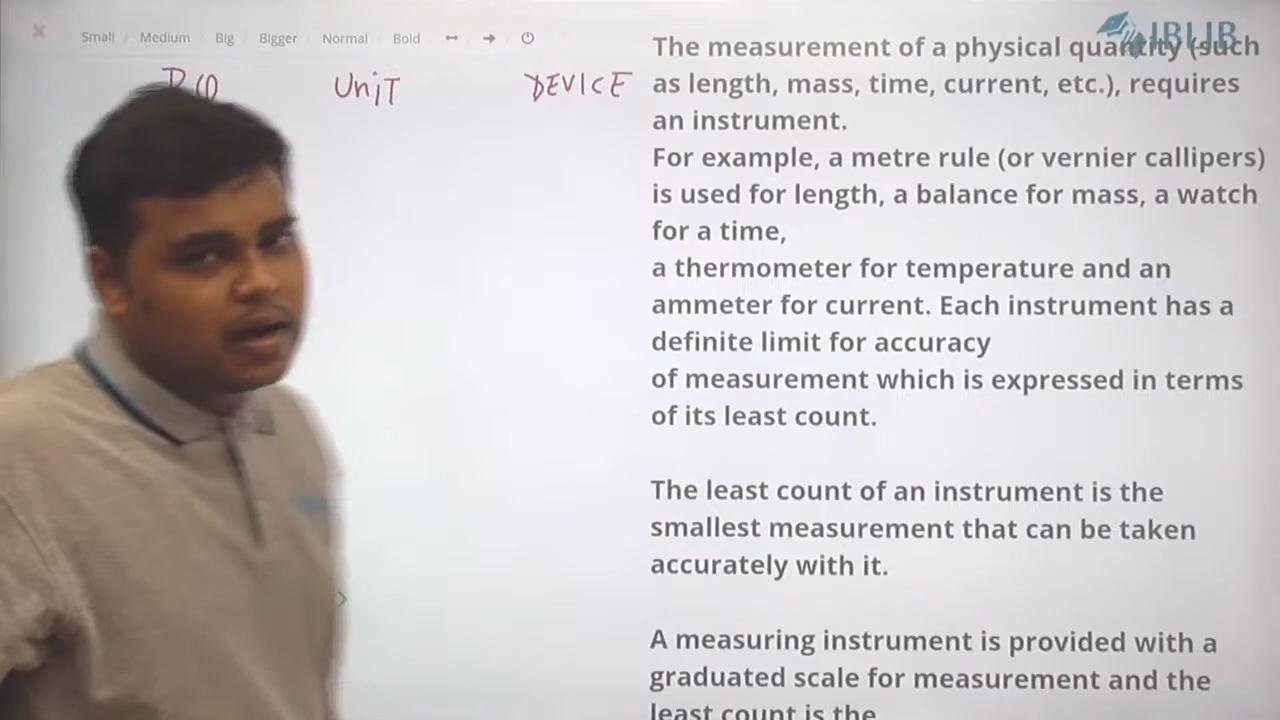 Small / Medium / Big / Bigger / Normal / Bold
UniT DEVICE
The measurement of a physical quantity (such
as length, mass, time, current, etc.), requires
an instrument.
For example, a metre rule (or vernier callipers)
is used for length, a balance for mass, a watch
for a time,
a thermometer for temperature and an
ammeter for current. Each instrument has a
definite limit for accuracy
of measurement which is expressed in terms
of its least count.
The least count of an instrument is the
smallest measurement that can be taken
accurately with it.
A measuring instrument is provided with a
graduated scale for measurement and the
least count is the